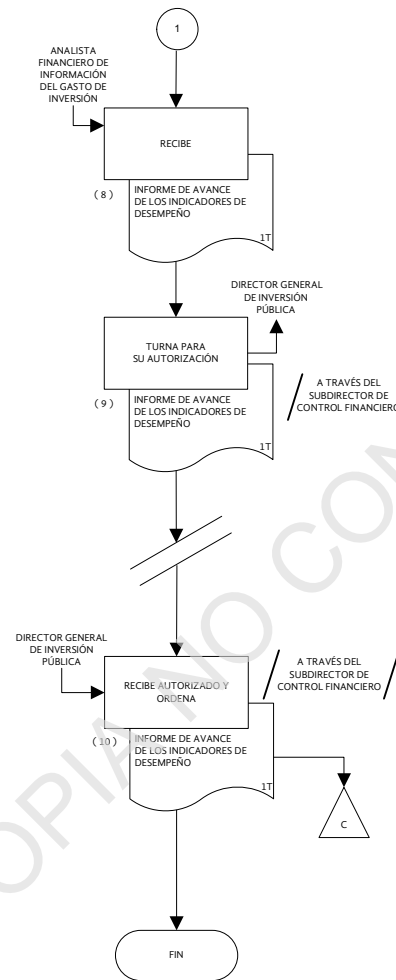 1
ANALISTA
FINANCIERO DE
INFORMACIÓN
DEL GASTO DE
INVERSIÓN
RECIBE
( 8 )
INFORME DE AVANCE
DE LOS INDICADORES DE
DESEMPEÑO
1T
DIRECTOR GENERAL
DE INVERSIÓN
PÚBLICA
TURNA PARA
SU AUTORIZACIÓN
A TRAVÉS DEL
SUBDIRECTOR DE
CONTROL FINANCIERO
( 9 )
INFORME DE AVANCE
DE LOS INDICADORES DE
DESEMPEÑO
1T
DIRECTOR GENERAL
DE INVERSIÓN
PÚBLICA
RECIBE AUTORIZADO Y
ORDENA
A TRAVÉS DEL
SUBDIRECTOR DE
CONTROL FINANCIERO
( 10 )
INFORME DE AVANCE
DE LOS INDICADORES DE
DESEMPEÑO
1T
C
FIN
OPIA NO CON